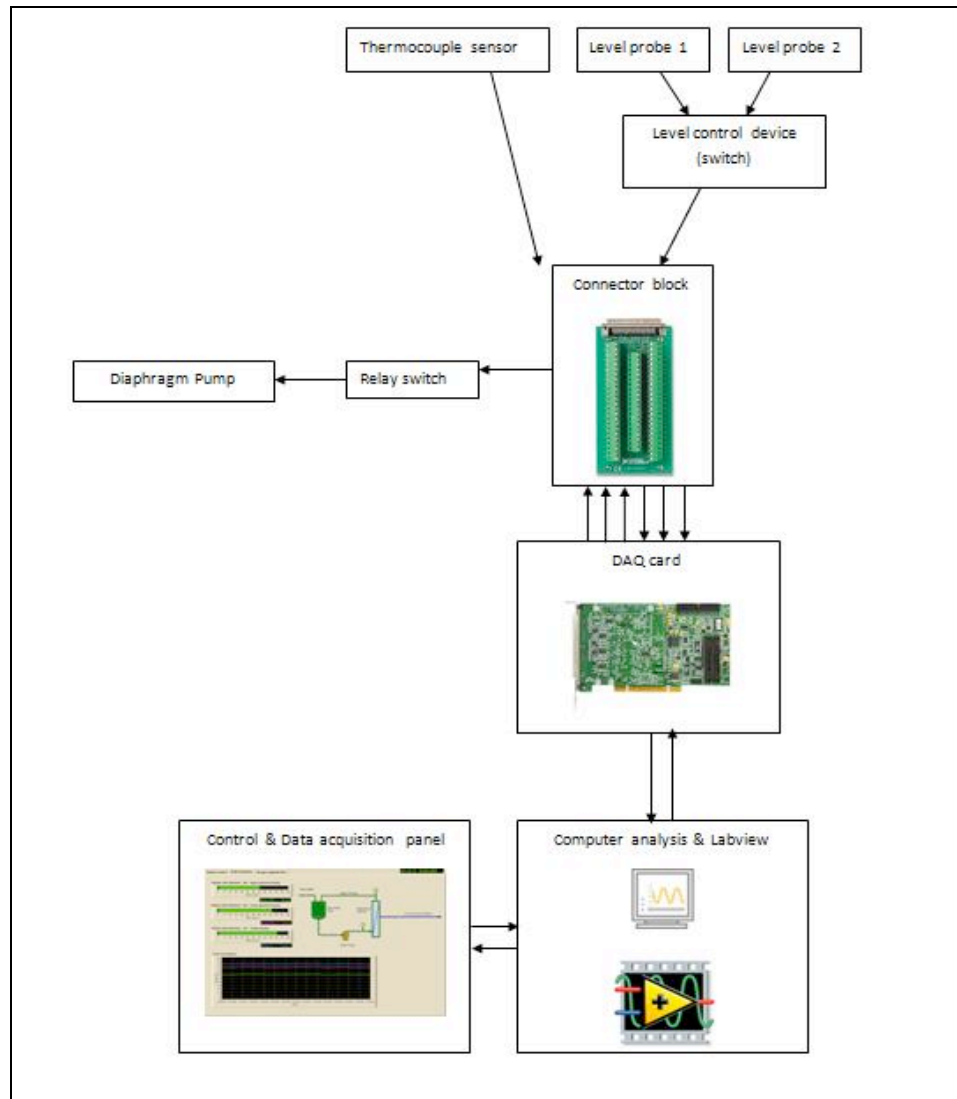 Thermocouple sensor
Level probe 1
Level probe 2
Level control device
(switch)
Connector block
Diaphragm Pump
Relay switch
DAQ card
Control & Data acquisition panel
Computer analysis & Labview